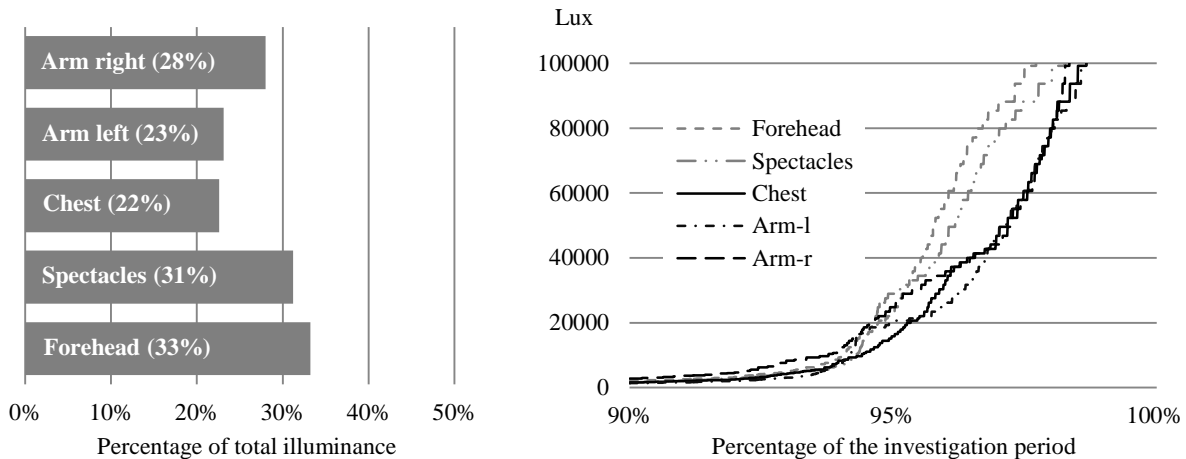 Arm right (28%)
Arm left (23%)
Chest (22%)
Spectacles (31%)
Forehead (33%)
0% 10% 20% 30% 40% 50%
Percentage of total illuminance
Lux
100000
80000
60000
40000
20000
0
Forehead
Spectacles
Chest
Arm-l
Arm-r
90% 95% 100%
Percentage of the investigation period